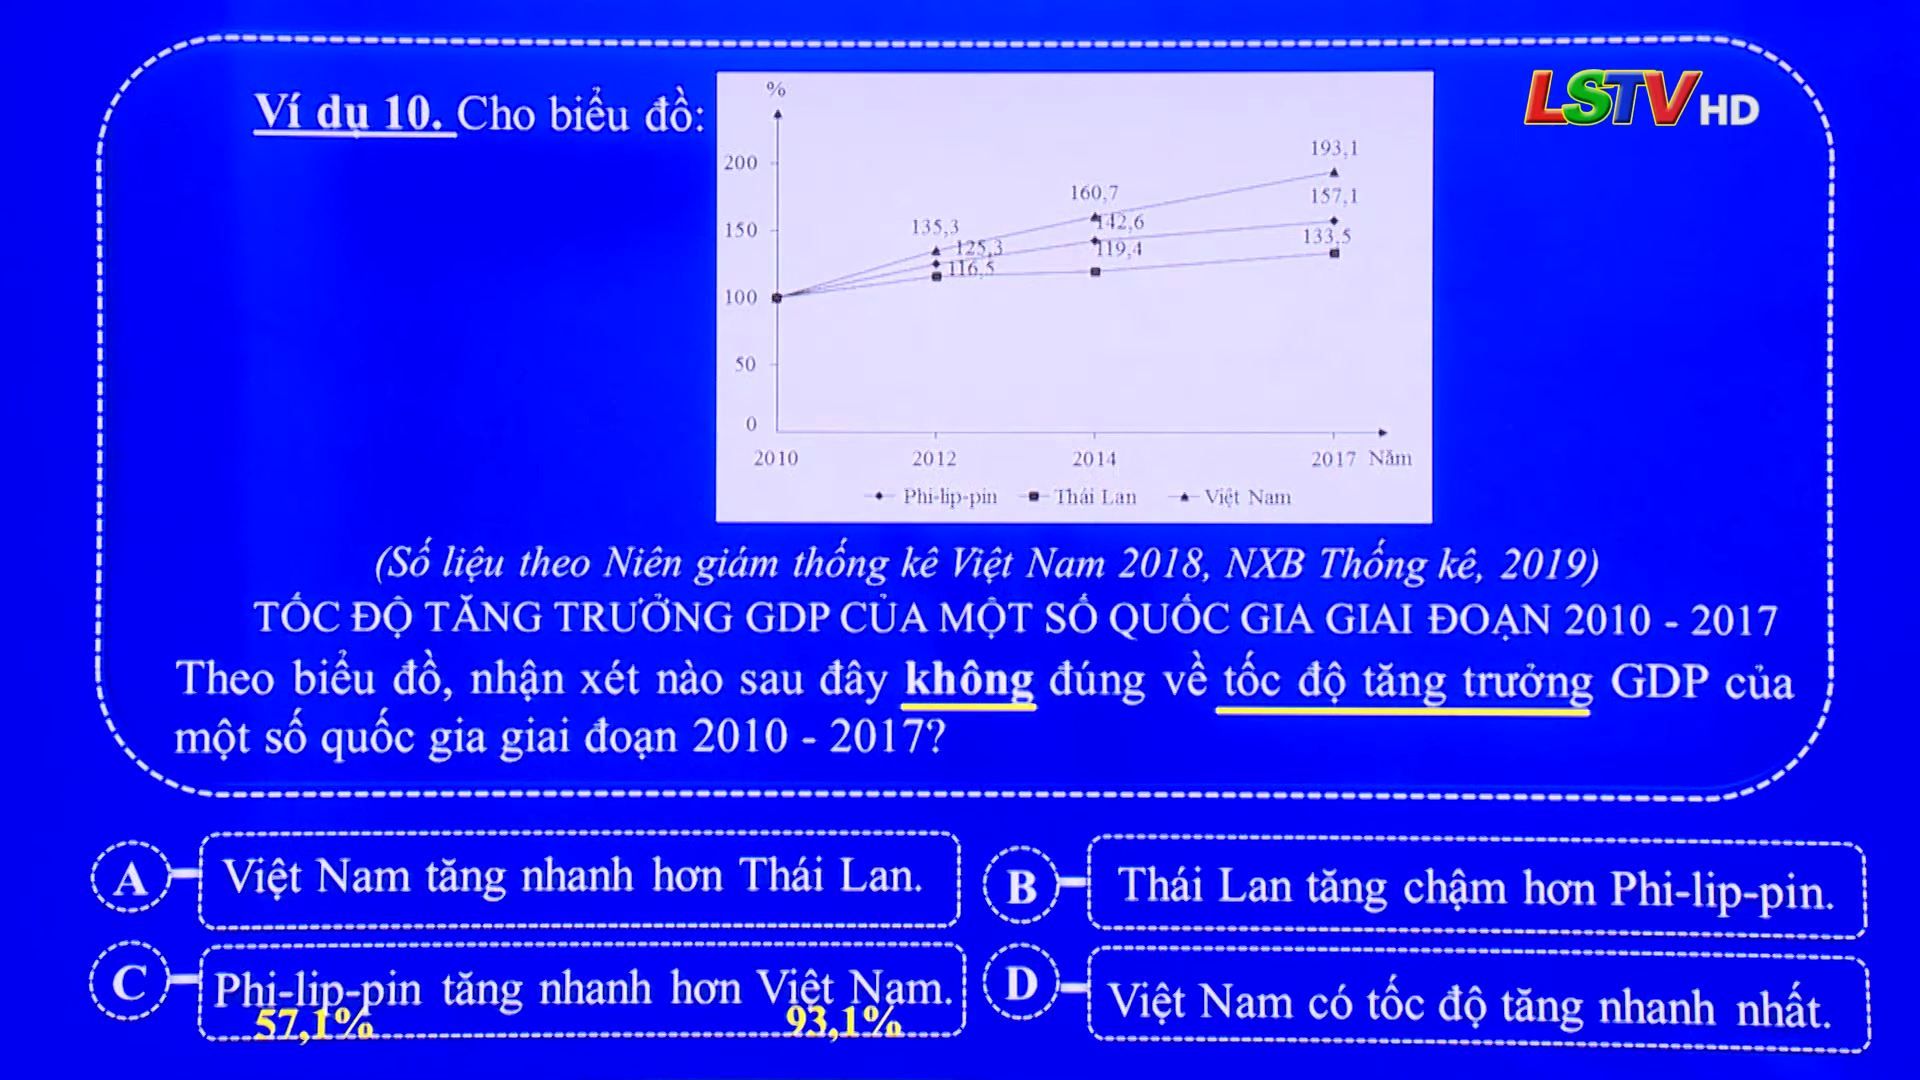 LSTV HD
Ví dụ 10. Cho biểu đồ:
%
200
150
100
50
0
193,1
160,7
157,1
135,3
142,6
125,3
119,4
133,5
116,5
2010 2012 2014 2017 Năm
Phi-lip-pin Thái Lan Việt Nam
(Số liệu theo Niên giám thống kê Việt Nam 2018, NXB Thống kê, 2019)
TỐC ĐỘ TĂNG TRƯỞNG GDP CỦA MỘT SỐ QUỐC GIA GIAI ĐOẠN 2010 - 2017
Theo biểu đồ, nhận xét nào sau đây không đúng về tốc độ tăng trưởng GDP của
một số quốc gia giai đoạn 2010 - 2017?
A Việt Nam tăng nhanh hơn Thái Lan.
B Thái Lan tăng chậm hơn Phi-lip-pin.
C Phi-lip-pin tăng nhanh hơn Việt Nam.
57,1% 93,1%
D Việt Nam có tốc độ tăng nhanh nhất.